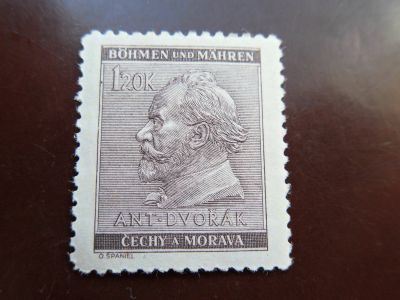 BÖHMEN UND MÄHREN
1.20K
ANT·DVOŘÁK
ČECHY A MORAVA
O. ŠPANIEL